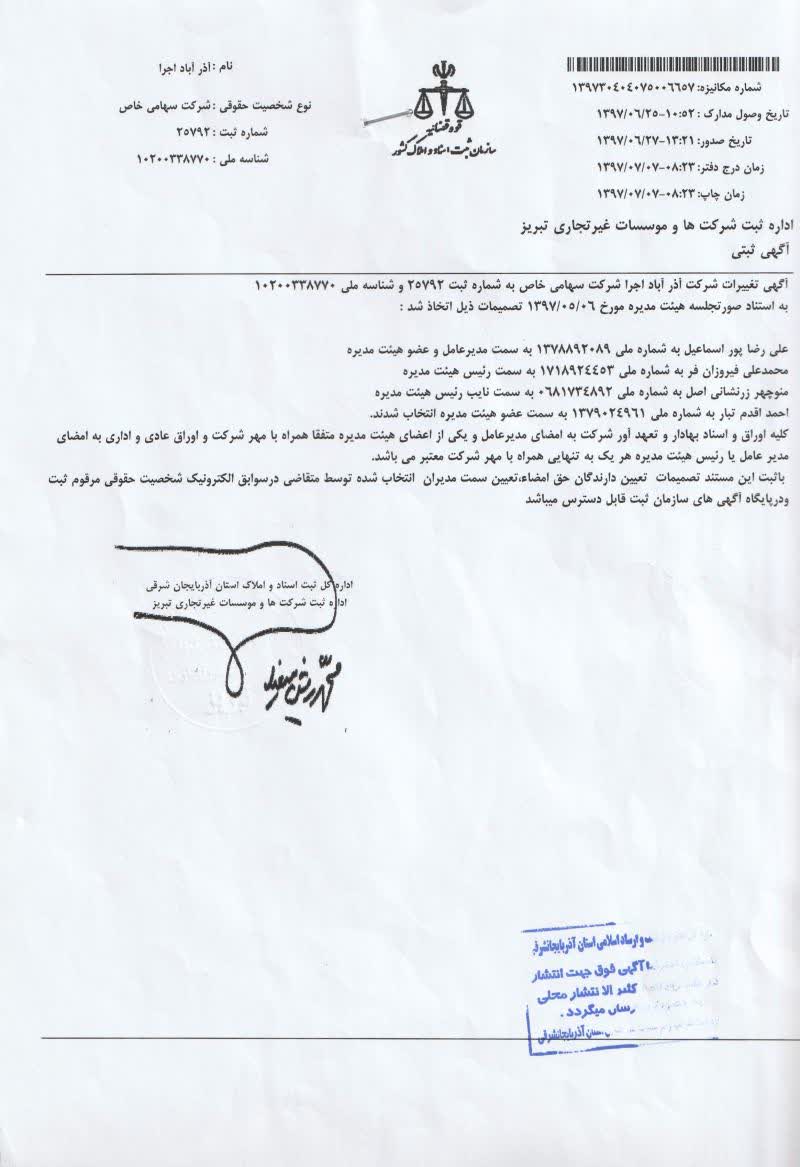 نام : آذر آباد اجرا
نوع شخصیت حقوقی : شرکت سهامی خاص
شماره ثبت : ۲۵۷۹۲
شناسه ملی : ۱۰۲۰۰۳۳۸۷۷۰
قوه قضائیه
سازمان ثبت اسناد و املاک کشور
شماره مکانیزه: ۱۳۹۷۳۰۴۰۴۰۷۵۰۰۶۶۵۷
تاریخ وصول مدارک : ۱۰:۵۲-۱۳۹۷/۰۶/۲۵
تاریخ صدور: ۱۳:۲۱-۱۳۹۷/۰۶/۲۷
زمان درج دفتر: ۰۸:۲۳-۱۳۹۷/۰۷/۰۷
زمان چاپ: ۰۸:۲۳-۱۳۹۷/۰۷/۰۷
اداره ثبت شرکت ها و موسسات غیرتجاری تبریز
آگهی ثبتی
آگهی تغییرات شرکت آذر آباد اجرا شرکت سهامی خاص به شماره ثبت ۲۵۷۹۲ و شناسه ملی ۱۰۲۰۰۳۳۸۷۷۰
به استناد صورتجلسه هیئت مدیره مورخ ۱۳۹۷/۰۵/۰۶ تصمیمات ذیل اتخاذ شد :
علی رضا پور اسماعیل به شماره ملی ۱۳۷۸۸۹۲۰۸۹ به سمت مدیرعامل و عضو هیئت مدیره
محمدعلی فیروزان فر به شماره ملی ۱۷۱۸۹۲۴۴۵۳ به سمت رئیس هیئت مدیره
منوچهر زرنشانی اصل به شماره ملی ۰۶۸۱۷۳۴۸۹۲ به سمت نایب رئیس هیئت مدیره
احمد اقدم تبار به شماره ملی ۱۳۷۹۰۲۴۹۶۱ به سمت عضو هیئت مدیره انتخاب شدند.
کلیه اوراق و اسناد بهادار و تعهد آور شرکت به امضای مدیرعامل و یکی از اعضای هیئت مدیره متفقا همراه با مهر شرکت و اوراق عادی و اداری به امضای
مدیر عامل یا رئیس هیئت مدیره هر یک به تنهایی همراه با مهر شرکت معتبر می باشد.
باثبت این مستند تصمیمات تعیین دارندگان حق امضاء،تعیین سمت مدیران انتخاب شده توسط متقاضی درسوابق الکترونیک شخصیت حقوقی مرقوم ثبت
ودرپایگاه آگهی های سازمان ثبت قابل دسترس میباشد
اداره کل ثبت اسناد و املاک استان آذربایجان شرقی
اداره ثبت شرکت ها و موسسات غیرتجاری تبریز
و ارساد اسلامی استان آذربایجانشرقی
آگهی فوق جهت انتشار
کثیر الا نتشار محلی
رسال میگردد .
استان آذربایجانشرقی